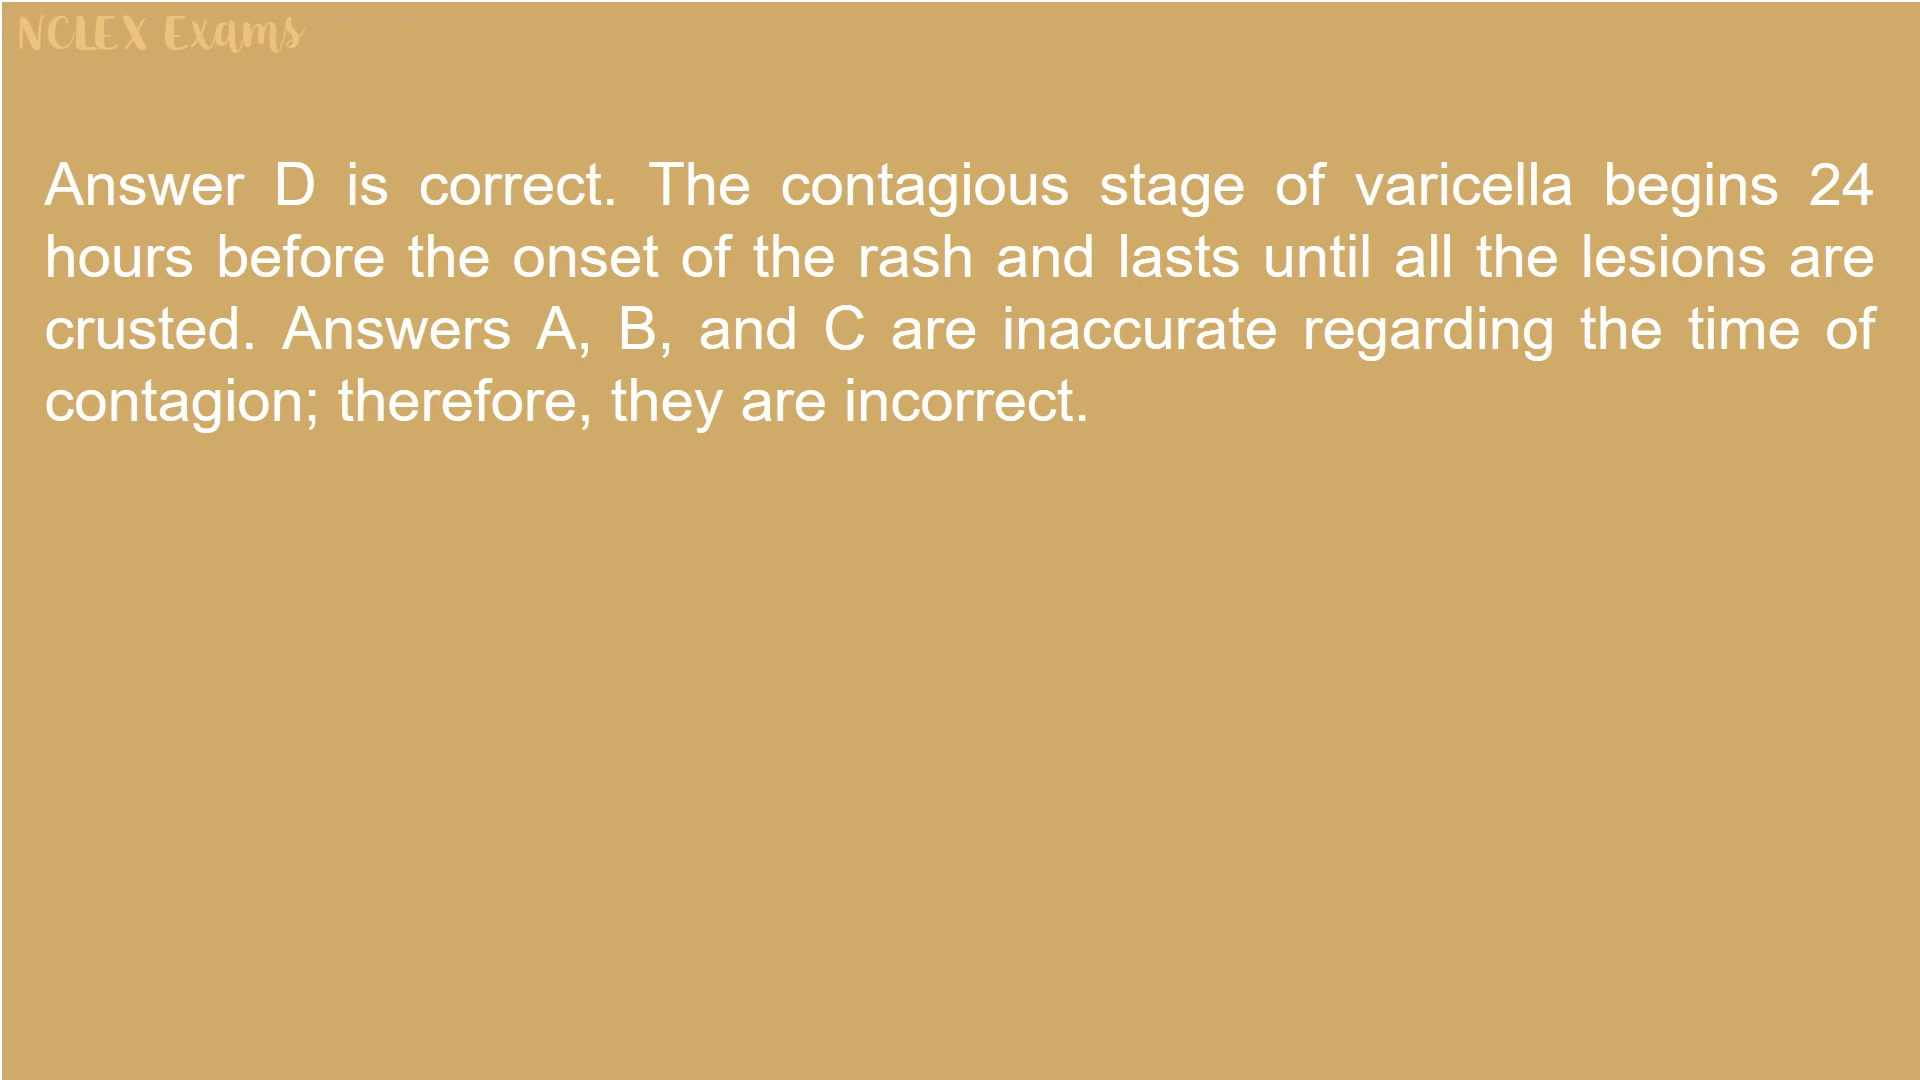 NCLEX Exams
Answer D is correct. The contagious stage of varicella begins 24
hours before the onset of the rash and lasts until all the lesions are
crusted. Answers A, B, and C are inaccurate regarding the time of
contagion; therefore, they are incorrect.